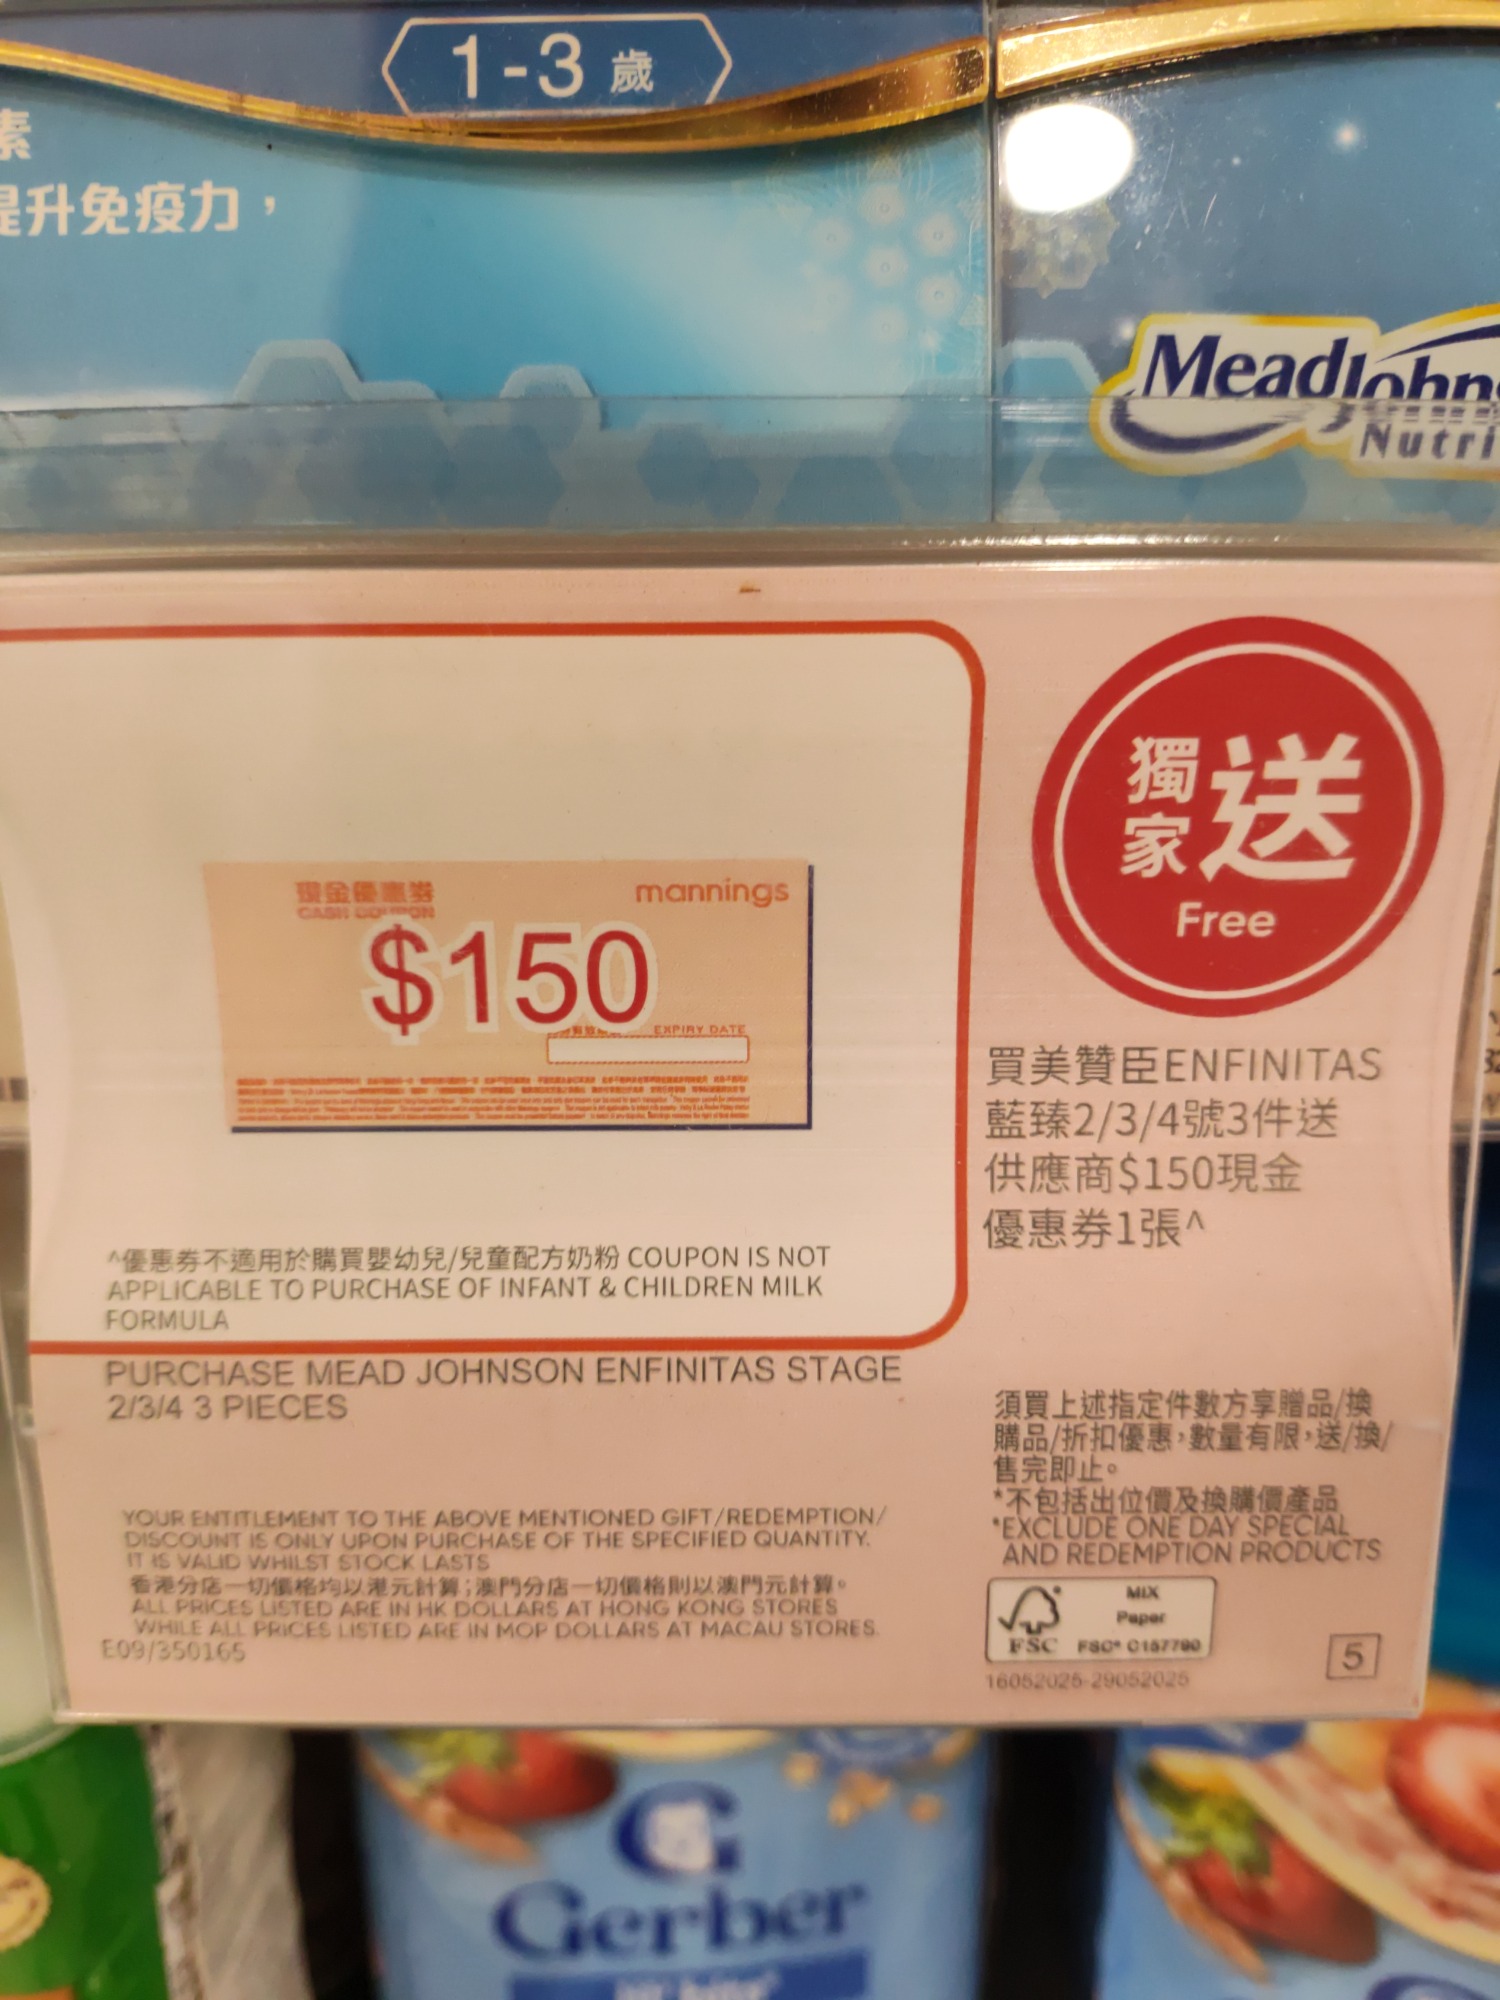 1-3 歲
素
提升免疫力，
MeadJohns
Nutri
現金優惠券
CASH COUPON
mannings
$150
EXPIRY DATE
獨家送
Free
買美贊臣ENFINITAS
藍臻2/3/4號3件送
供應商$150現金
優惠券1張^
^優惠券不適用於購買嬰幼兒/兒童配方奶粉 COUPON IS NOT
APPLICABLE TO PURCHASE OF INFANT & CHILDREN MILK
FORMULA
PURCHASE MEAD JOHNSON ENFINITAS STAGE
2/3/4 3 PIECES
須買上述指定件數方享贈品/換
購品/折扣優惠，數量有限，送/換/
售完即止。
*不包括出位價及換購價產品
*EXCLUDE ONE DAY SPECIAL
AND REDEMPTION PRODUCTS
YOUR ENTITLEMENT TO THE ABOVE MENTIONED GIFT/REDEMPTION/
DISCOUNT IS ONLY UPON PURCHASE OF THE SPECIFIED QUANTITY.
IT IS VALID WHILST STOCK LASTS
香港分店一切價格均以港元計算；澳門分店一切價格則以澳門元計算。
ALL PRICES LISTED ARE IN HK DOLLARS AT HONG KONG STORES
WHILE ALL PRICES LISTED ARE IN MOP DOLLARS AT MACAU STORES.
E09/350165
MIX
Paper
FSC
FSC® C157790
16052025-29052025
5
Gerber